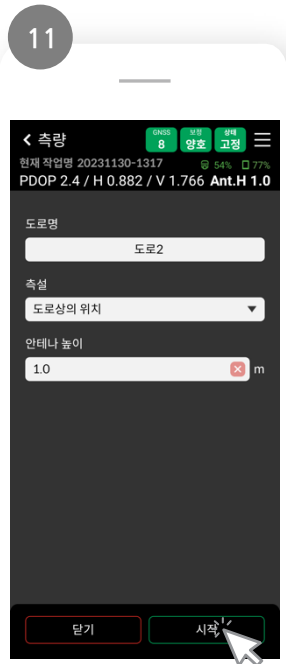 11
측량
GNSS 8
보정 양호
상태 고정
현재 작업명 20231130-1317 54% 77%
PDOP 2.4 / H 0.882 / V 1.766 Ant.H 1.0
도로명
도로2
측설
도로상의 위치
안테나 높이
1.0 m
닫기 시작